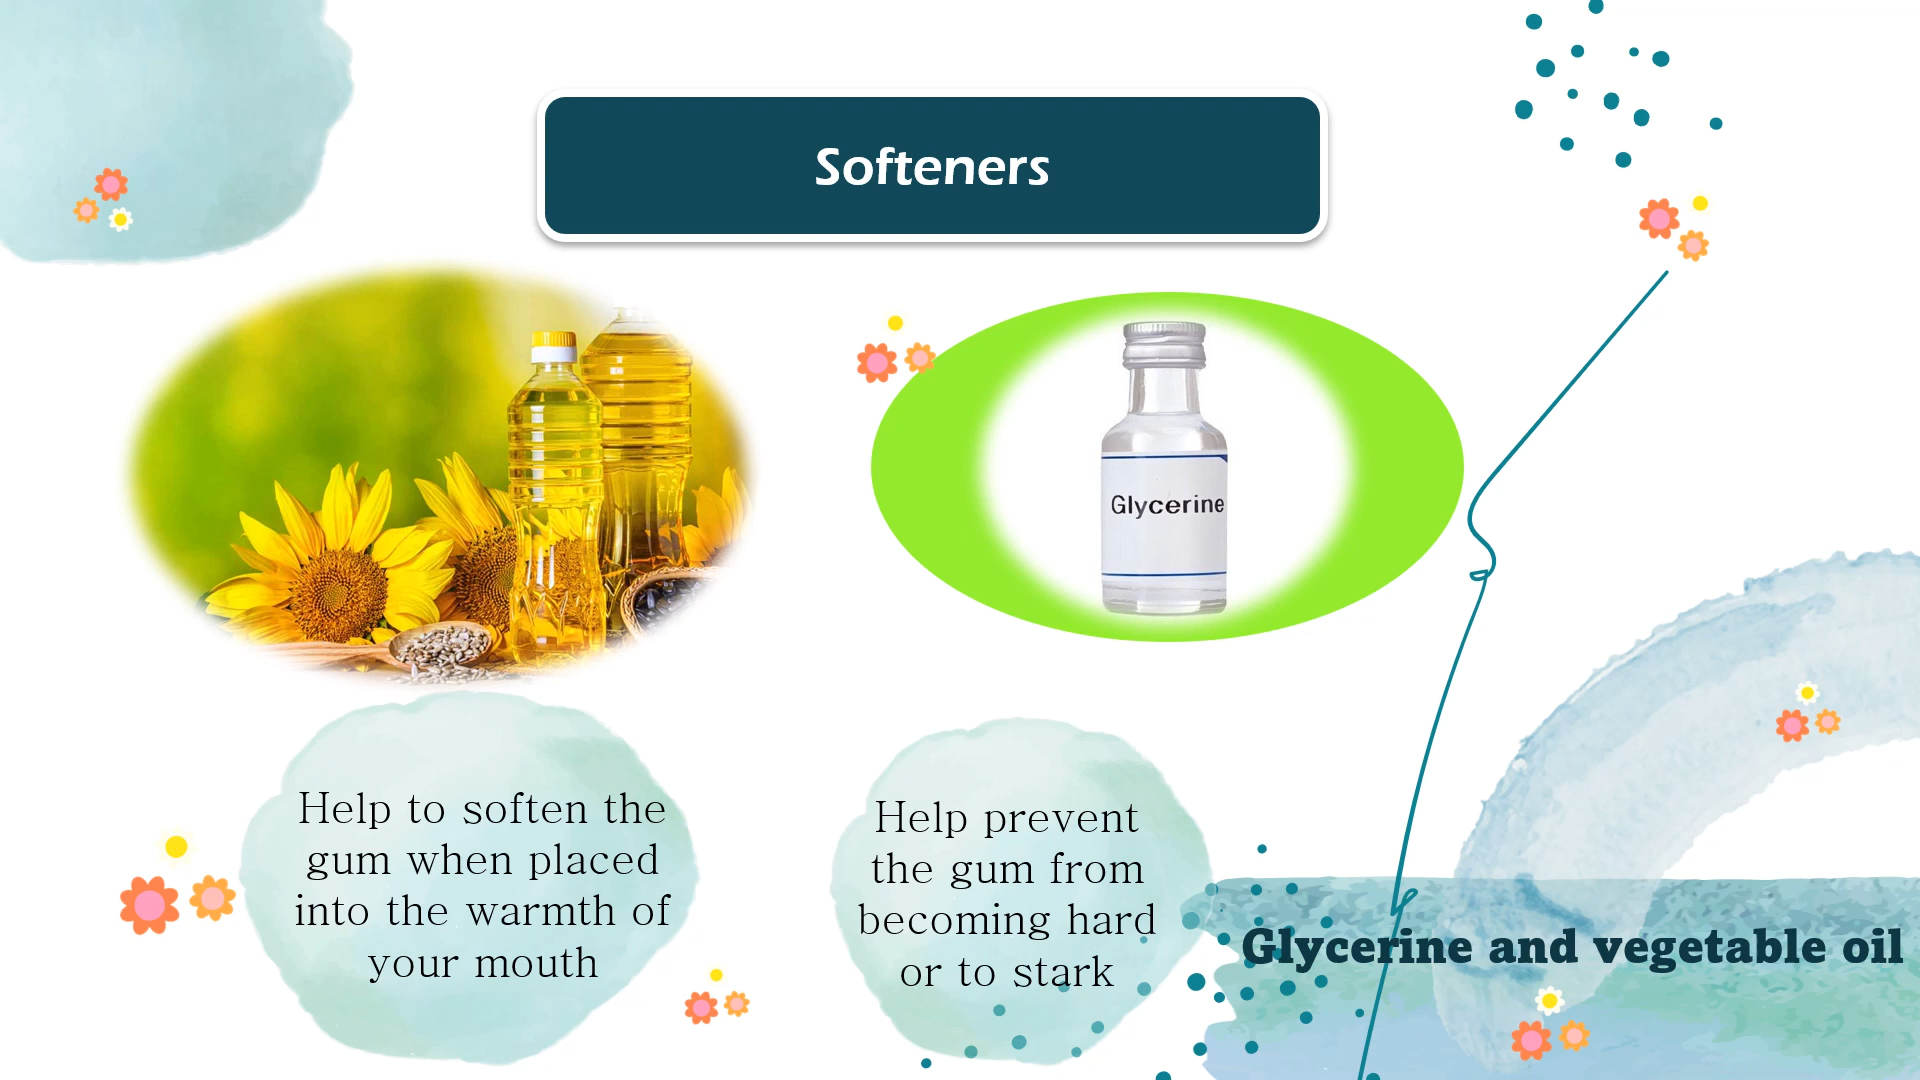 Softeners
Glycerine
Help to soften the
gum when placed
into the warmth of
your mouth
Help prevent
the gum from
becoming hard
or to stark
Glycerine and vegetable oil